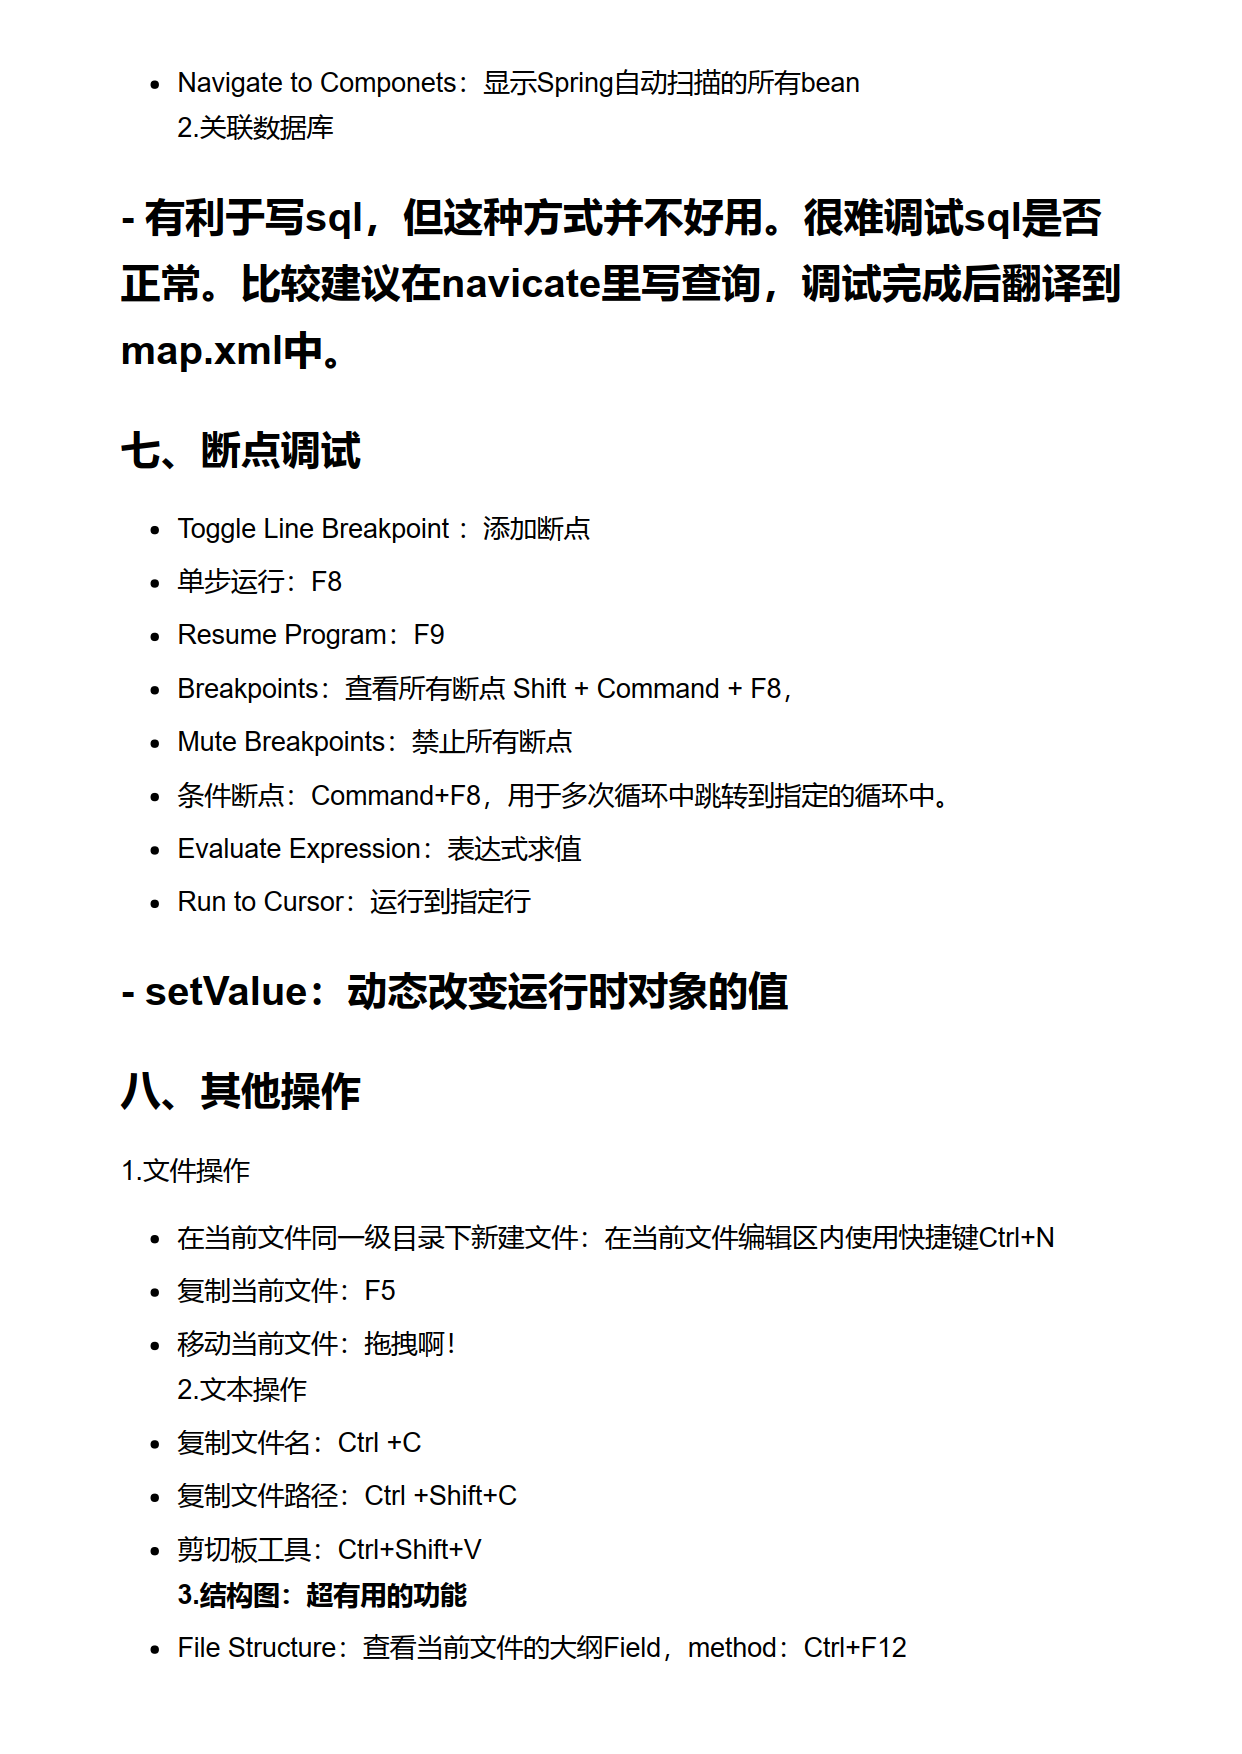 • Navigate to Componets：显示Spring自动扫描的所有bean
2.关联数据库
- 有利于写sql，但这种方式并不好用。很难调试sql是否
正常。比较建议在navicate里写查询，调试完成后翻译到
map.xml中。
七、断点调试
• Toggle Line Breakpoint ：添加断点
• 单步运行：F8
• Resume Program：F9
• Breakpoints：查看所有断点 Shift + Command + F8，
• Mute Breakpoints：禁止所有断点
• 条件断点：Command+F8，用于多次循环中跳转到指定的循环中。
• Evaluate Expression：表达式求值
• Run to Cursor：运行到指定行
- setValue：动态改变运行时对象的值
八、其他操作
1.文件操作
• 在当前文件同一级目录下新建文件：在当前文件编辑区内使用快捷键Ctrl+N
• 复制当前文件：F5
• 移动当前文件：拖拽啊！
2.文本操作
• 复制文件名：Ctrl +C
• 复制文件路径：Ctrl +Shift+C
• 剪切板工具：Ctrl+Shift+V
3.结构图：超有用的功能
• File Structure：查看当前文件的大纲Field，method：Ctrl+F12